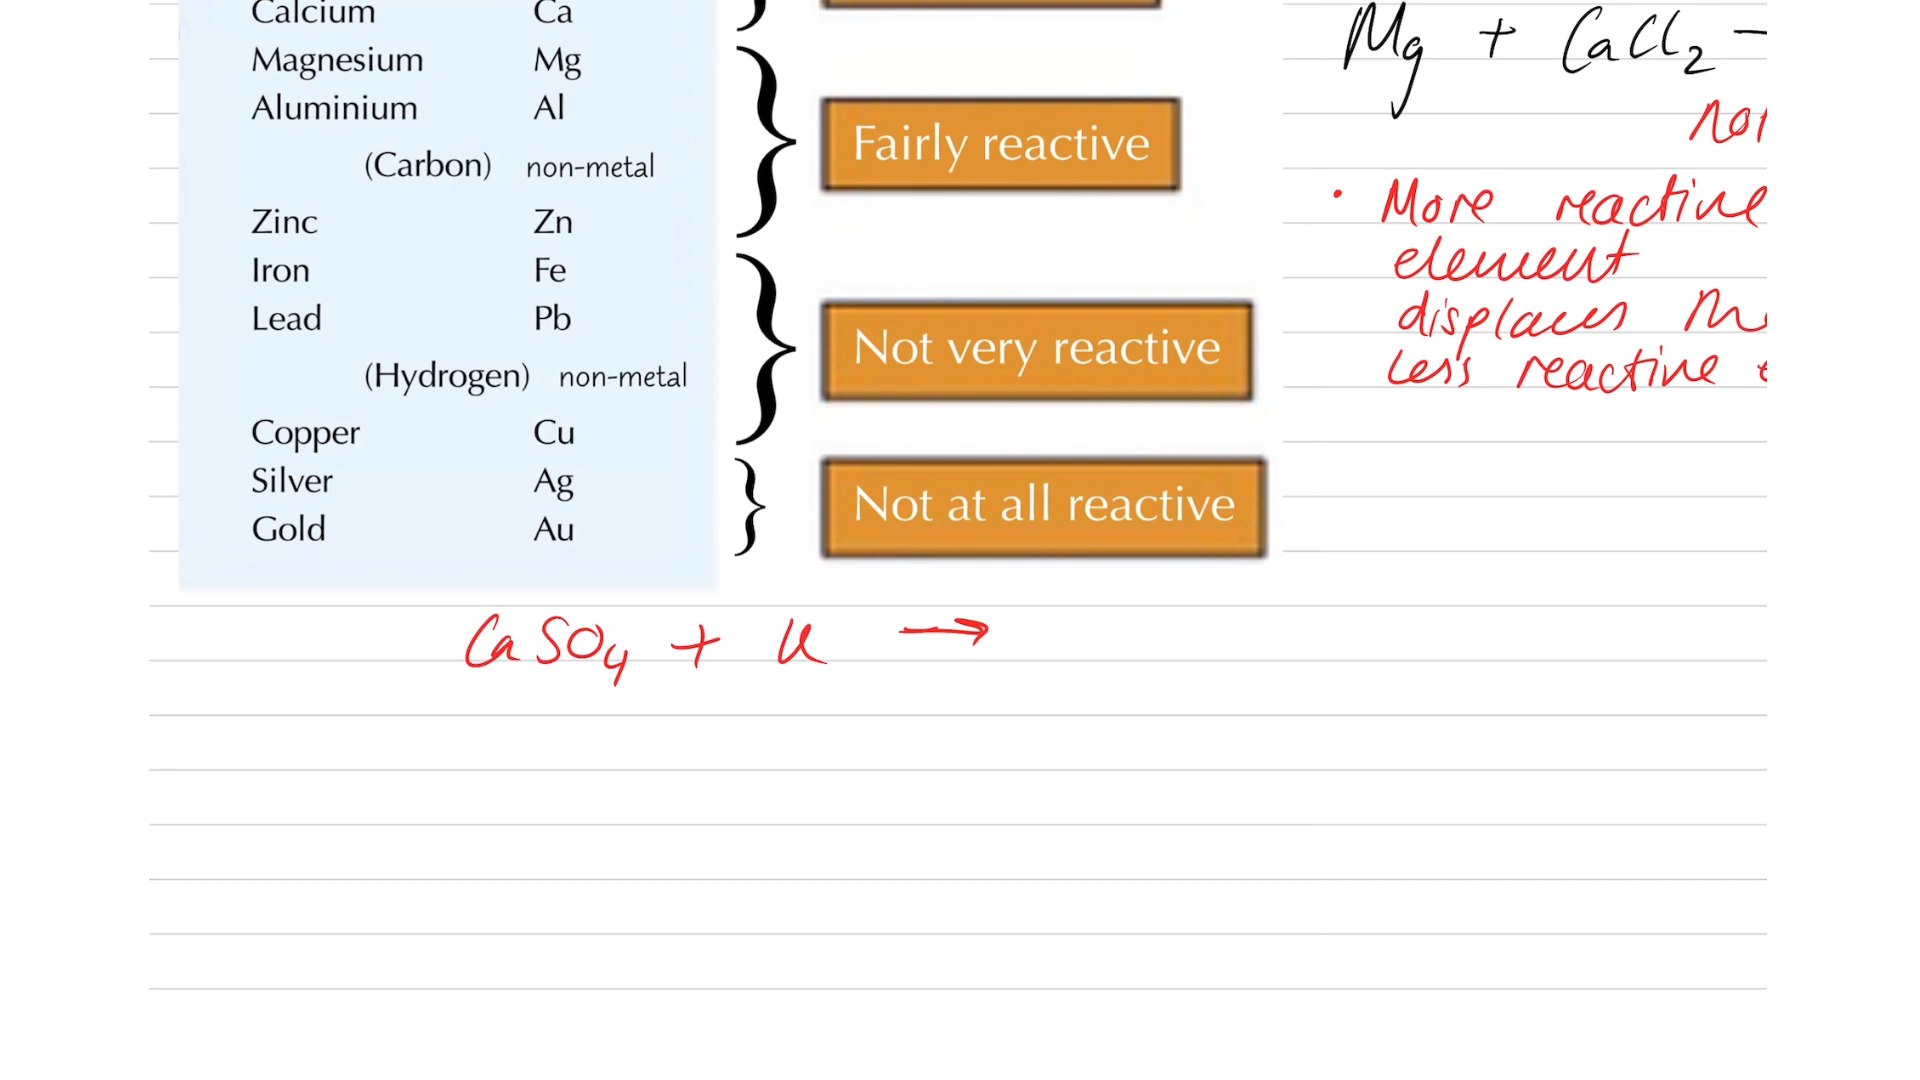 Calcium Ca
Magnesium Mg
Aluminium Al
(Carbon) non-metal
Zinc Zn
Iron Fe
Lead Pb
(Hydrogen) non-metal
Copper Cu
Silver Ag
Gold Au
Fairly reactive
Not very reactive
Not at all reactive
Mg + CaCl₂ -
• More reactive
element
displaces
less reactive
CaSO₄ + K →